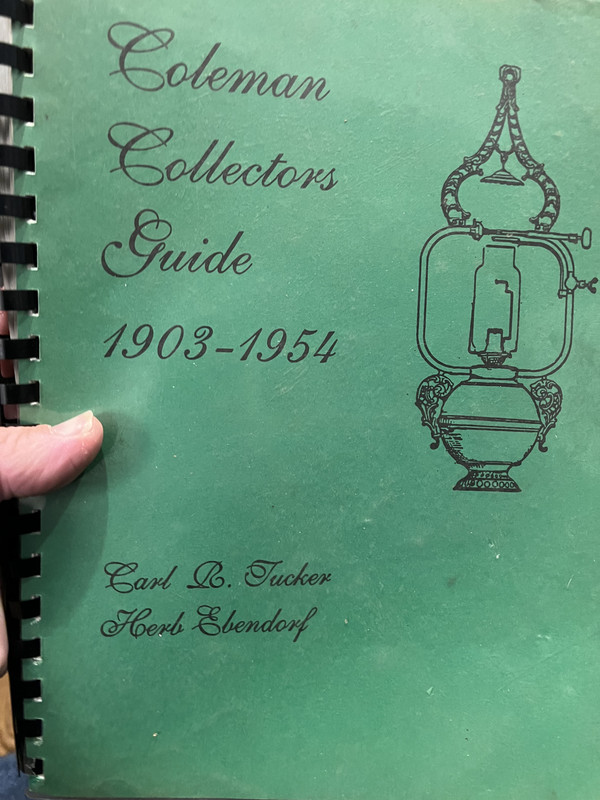 Coleman
Collectors
Guide
1903-1954
Carl R. Tucker
Herb Ebendorf